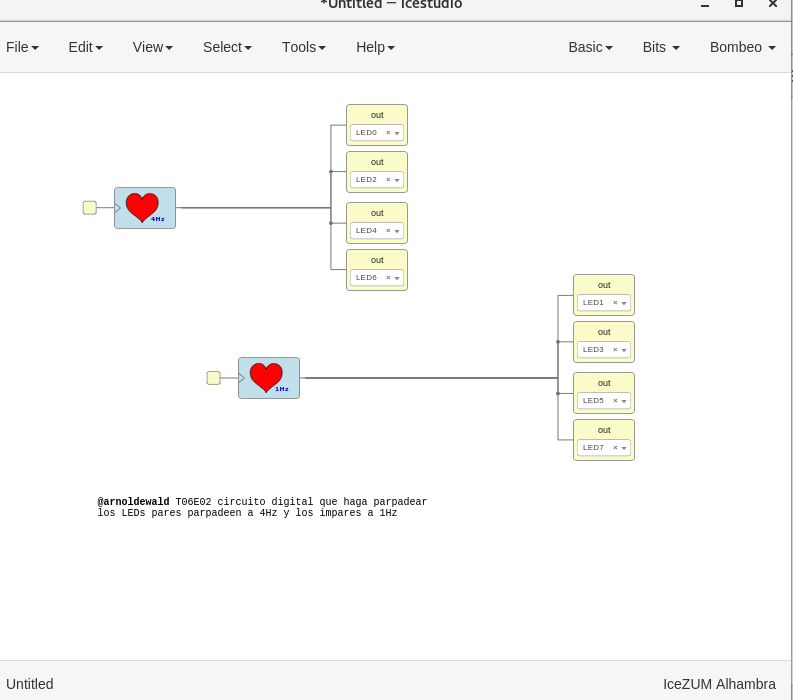 *Untitled — Icestudio
File Edit View Select Tools Help Basic Bits Bombeo
out
LED0
out
LED2
4Hz
out
LED4
out
LED6
out
LED1
out
LED3
1Hz
out
LED5
out
LED7
@arnoldewald T06E02 circuito digital que haga parpadear
los LEDs pares parpadeen a 4Hz y los impares a 1Hz
Untitled IceZUM Alhambra